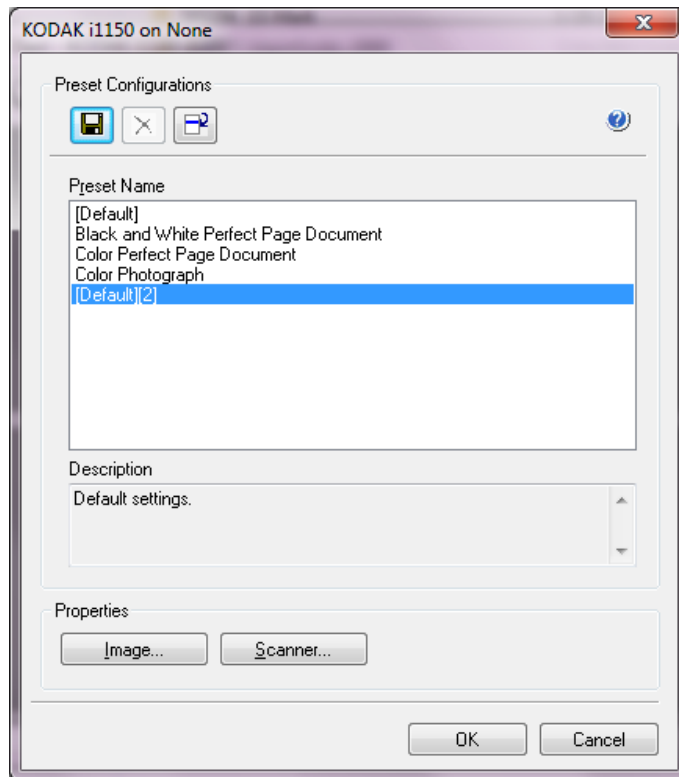 KODAK i1150 on None
Preset Configurations
Preset Name
[Default]
Black and White Perfect Page Document
Color Perfect Page Document
Color Photograph
[Default][2]
Description
Default settings.
Properties
Image...
Scanner...
OK
Cancel